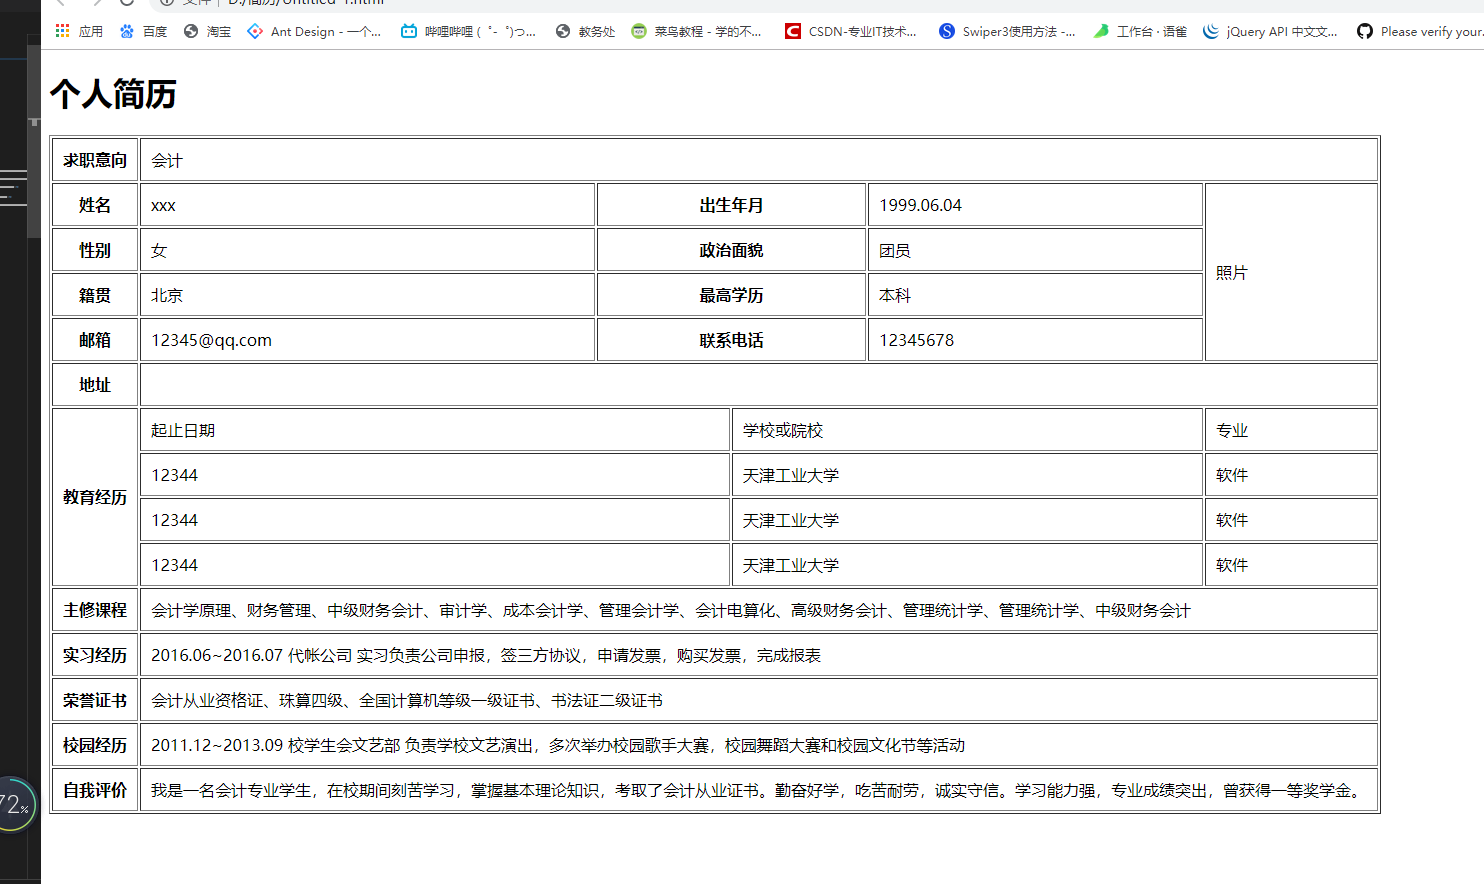 应用 百度 淘宝 Ant Design - 一个... 哔哩哔哩 ( ゜- ゜)つ... 教务处 菜鸟教程 - 学的不... CSDN-专业IT技术... Swiper3使用方法 -... 工作台 · 语雀 jQuery API 中文文... Please verify your
个人简历
求职意向 会计
姓名 xxx 出生年月 1999.06.04
性别 女 政治面貌 团员
照片
籍贯 北京 最高学历 本科
邮箱 12345@qq.com 联系电话 12345678
地址
起止日期 学校或院校 专业
12344 天津工业大学 软件
教育经历
12344 天津工业大学 软件
12344 天津工业大学 软件
主修课程 会计学原理、财务管理、中级财务会计、审计学、成本会计学、管理会计学、会计电算化、高级财务会计、管理统计学、管理统计学、中级财务会计
实习经历 2016.06~2016.07 代帐公司 实习负责公司申报，签三方协议，申请发票，购买发票，完成报表
荣誉证书 会计从业资格证、珠算四级、全国计算机等级一级证书、书法证二级证书
校园经历 2011.12~2013.09 校学生会文艺部 负责学校文艺演出，多次举办校园歌手大赛，校园舞蹈大赛和校园文化节等活动
自我评价 我是一名会计专业学生，在校期间刻苦学习，掌握基本理论知识，考取了会计从业证书。勤奋好学，吃苦耐劳，诚实守信。学习能力强，专业成绩突出，曾获得一等奖学金。
72%